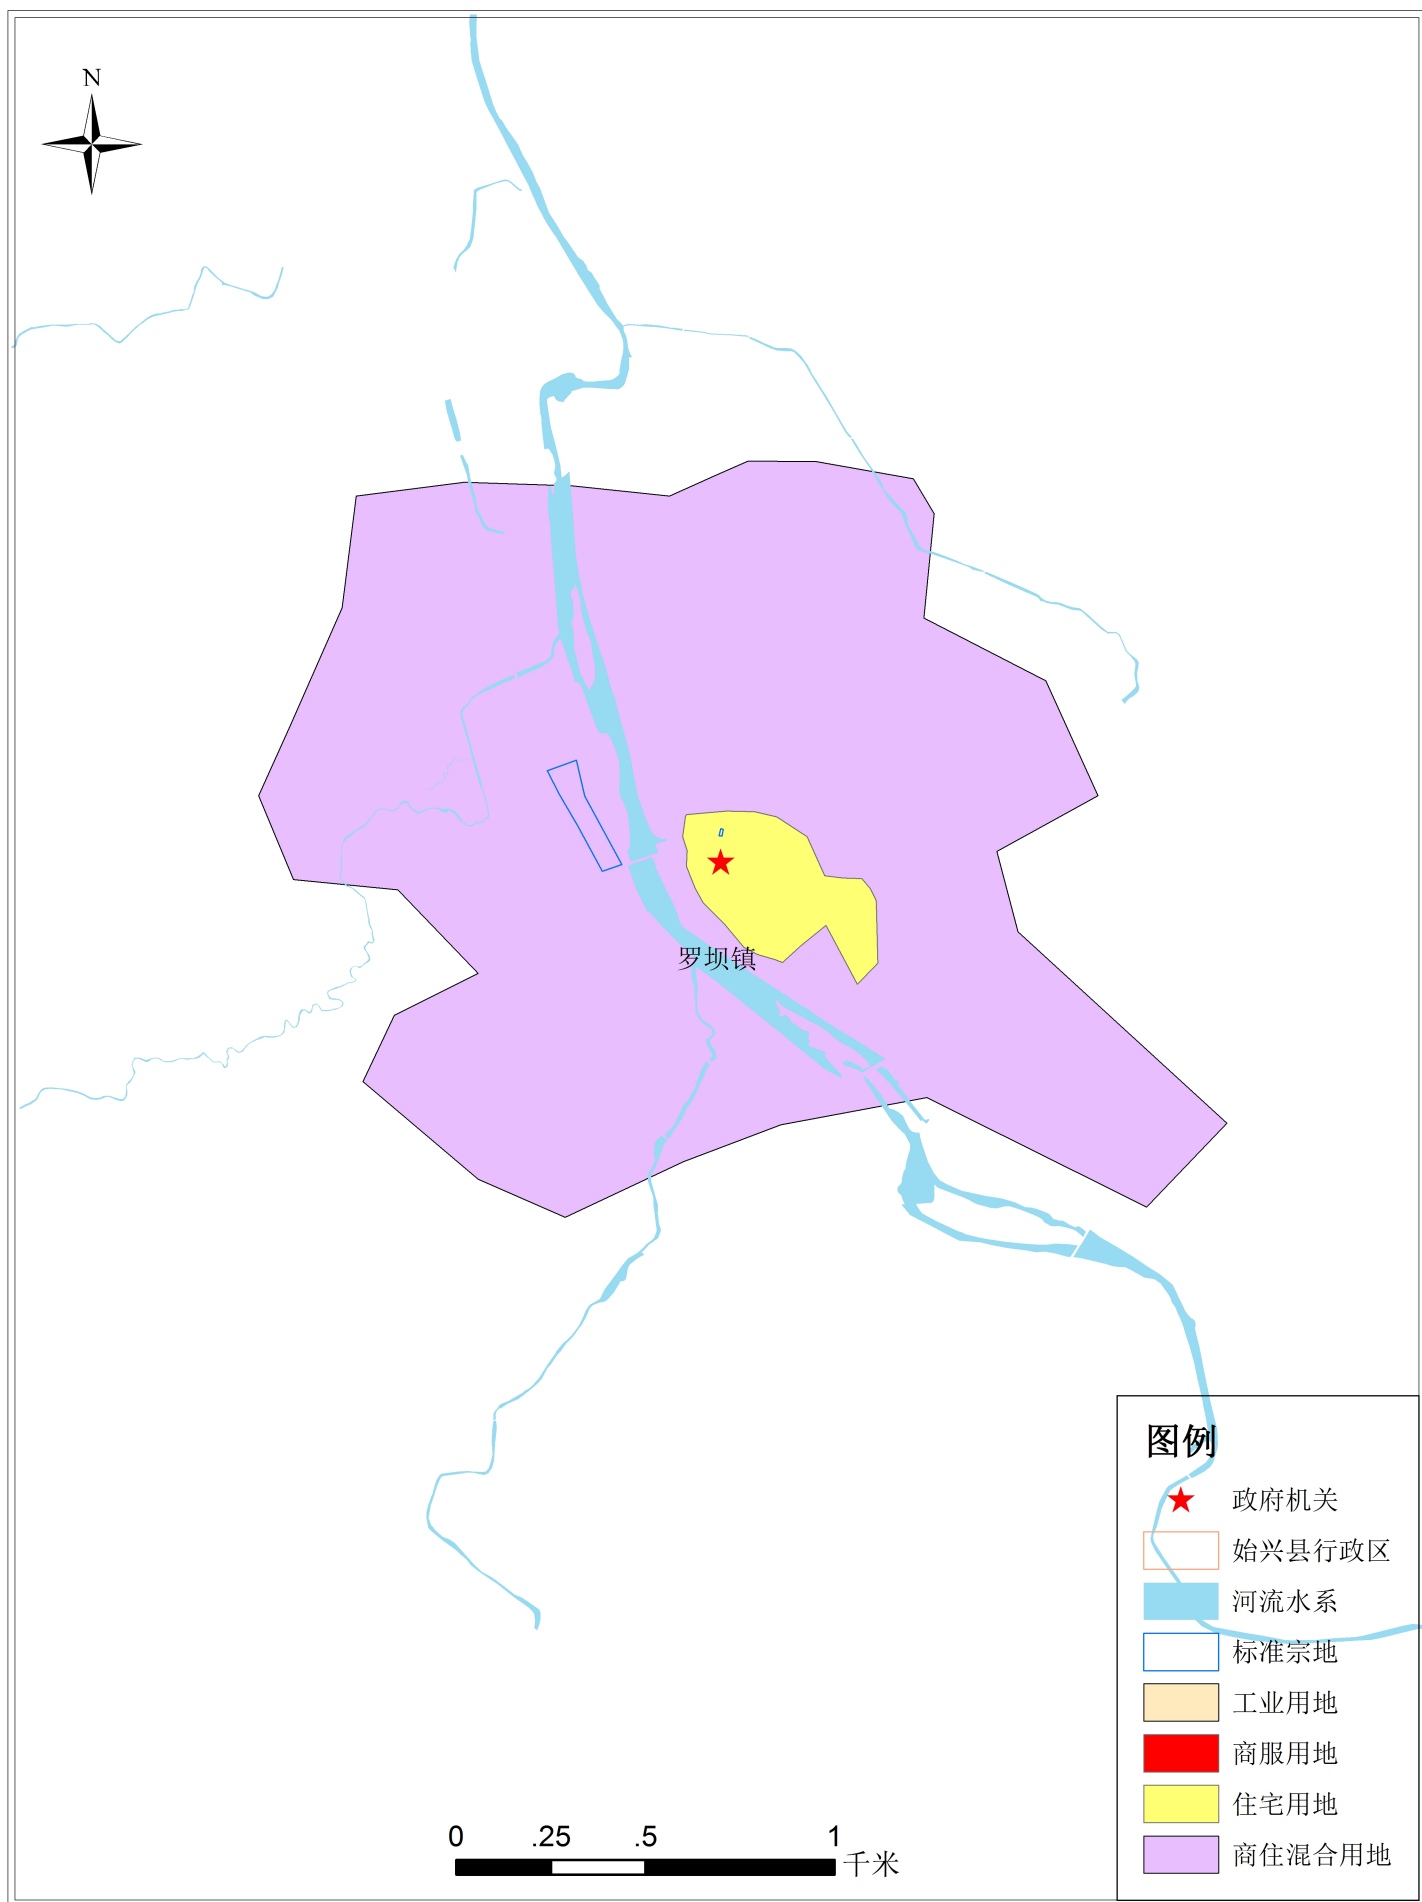 N
罗坝镇
图例
政府机关
始兴县行政区
河流水系
标准宗地
工业用地
商服用地
住宅用地
商住混合用地
0 .25 .5 1
千米